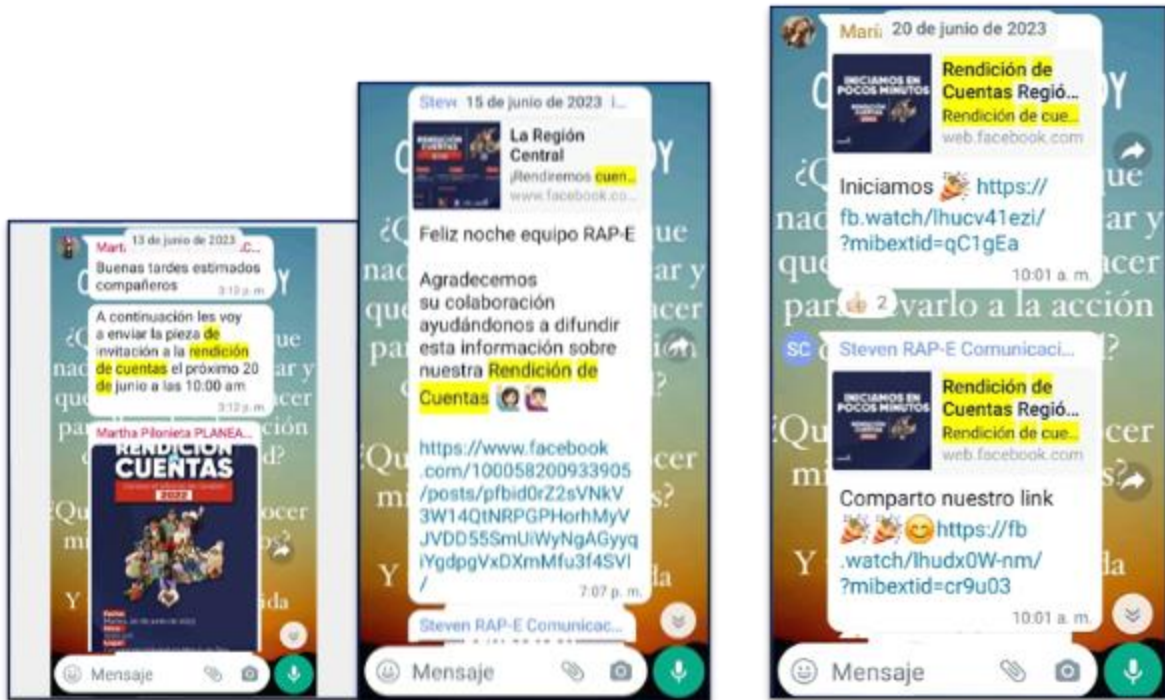 13 de junio de 2023
Buenas tardes estimados
compañeros
3:12 p. m.
A continuación les voy
a enviar la pieza de
invitación a la rendición
de cuentas el próximo 20
de junio a las 10:00 am
3:12 p. m.
Martha Pilonieta PLANEA...
RENDICIÓN
CUENTAS
2022
Mensaje
15 de junio de 2023
La Región
Central
¡Rendiremos cuen...
www.facebook.co...
RENDICIÓN
CUENTAS
Feliz noche equipo RAP-E
Agradecemos
su colaboración
ayudándonos a difundir
esta información sobre
nuestra Rendición de
Cuentas
https://www.facebook
.com/100058200933905
/posts/pfbid0rZ2sVNkV
3W14QtNRPGPHorhMyV
JVDD55SmUiWyNgAGyyq
iYgdpgVxDXmMfu3f4SVl
/
7:07 p. m.
Steven RAP-E Comunicac...
Mensaje
20 de junio de 2023
INICIAMOS EN
POCOS MINUTOS
Rendición de
Cuentas Regió...
Rendición de cue...
web.facebook.com
Iniciamos 🎉 https://
fb.watch/lhucv41ezi/
?mibextid=qC1gEa
10:01 a. m.
2
SC
Steven RAP-E Comunicaci...
INICIAMOS EN
POCOS MINUTOS
Rendición de
Cuentas Regió...
Rendición de cue...
web.facebook.com
Comparto nuestro link
🎉🎉😊https://fb
.watch/lhudx0W-nm/
?mibextid=cr9u03
10:01 a. m.
Mensaje